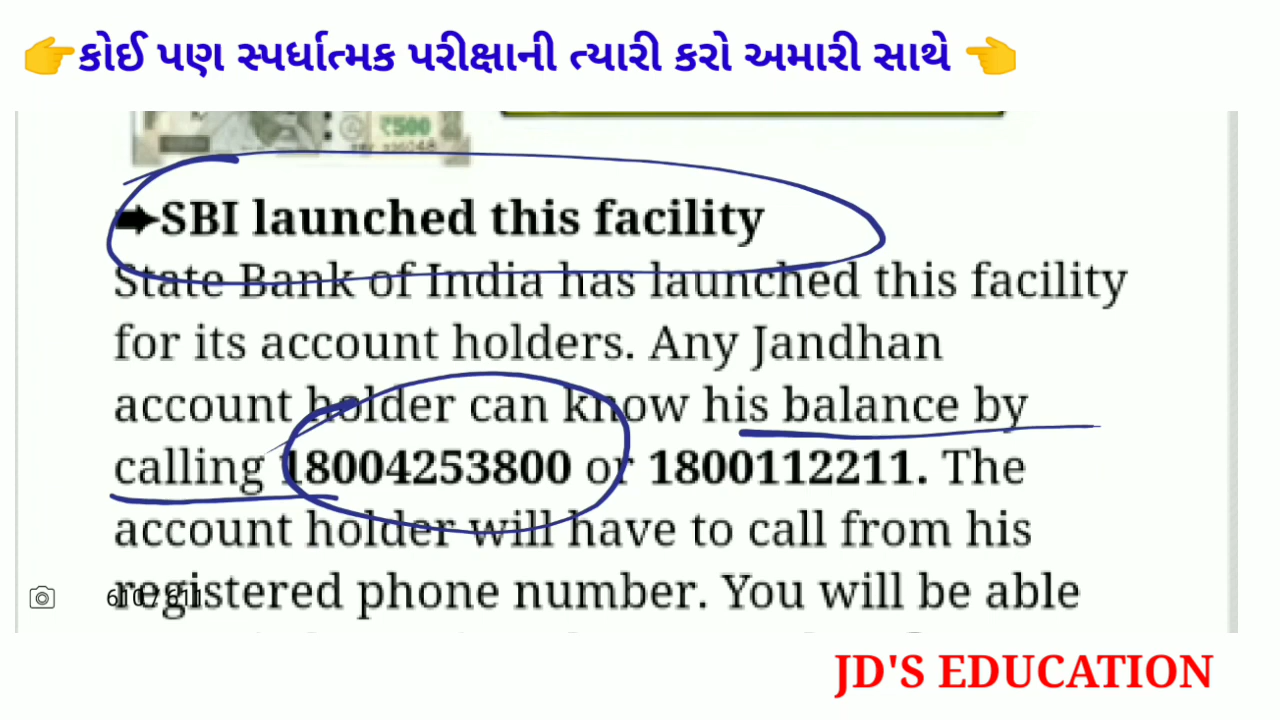 👉કોઈ પણ સ્પર્ધાત્મક પરીક્ષાની ત્યારી કરો અમારી સાથે 👈
₹500
➡SBI launched this facility
State Bank of India has launched this facility
for its account holders. Any Jandhan
account holder can know his balance by
calling 18004253800 or 1800112211. The
account holder will have to call from his
registered phone number. You will be able
610 / 611
JD'S EDUCATION